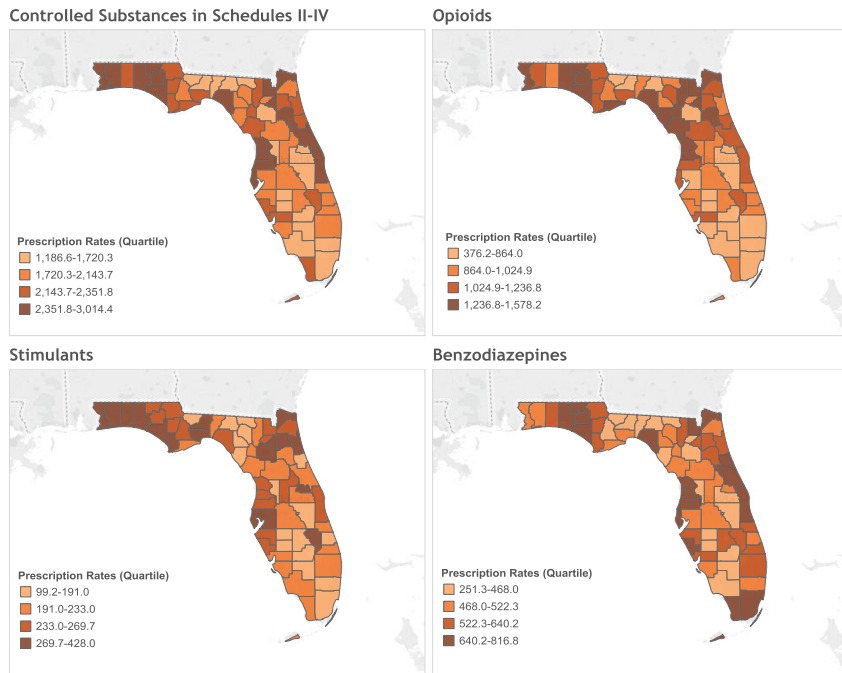 Controlled Substances in Schedules II-IV
Prescription Rates (Quartile)
1,186.6-1,720.3
1,720.3-2,143.7
2,143.7-2,351.8
2,351.8-3,014.4
Opioids
Prescription Rates (Quartile)
376.2-864.0
864.0-1,024.9
1,024.9-1,236.8
1,236.8-1,578.2
Stimulants
Prescription Rates (Quartile)
99.2-191.0
191.0-233.0
233.0-269.7
269.7-428.0
Benzodiazepines
Prescription Rates (Quartile)
251.3-468.0
468.0-522.3
522.3-640.2
640.2-816.8